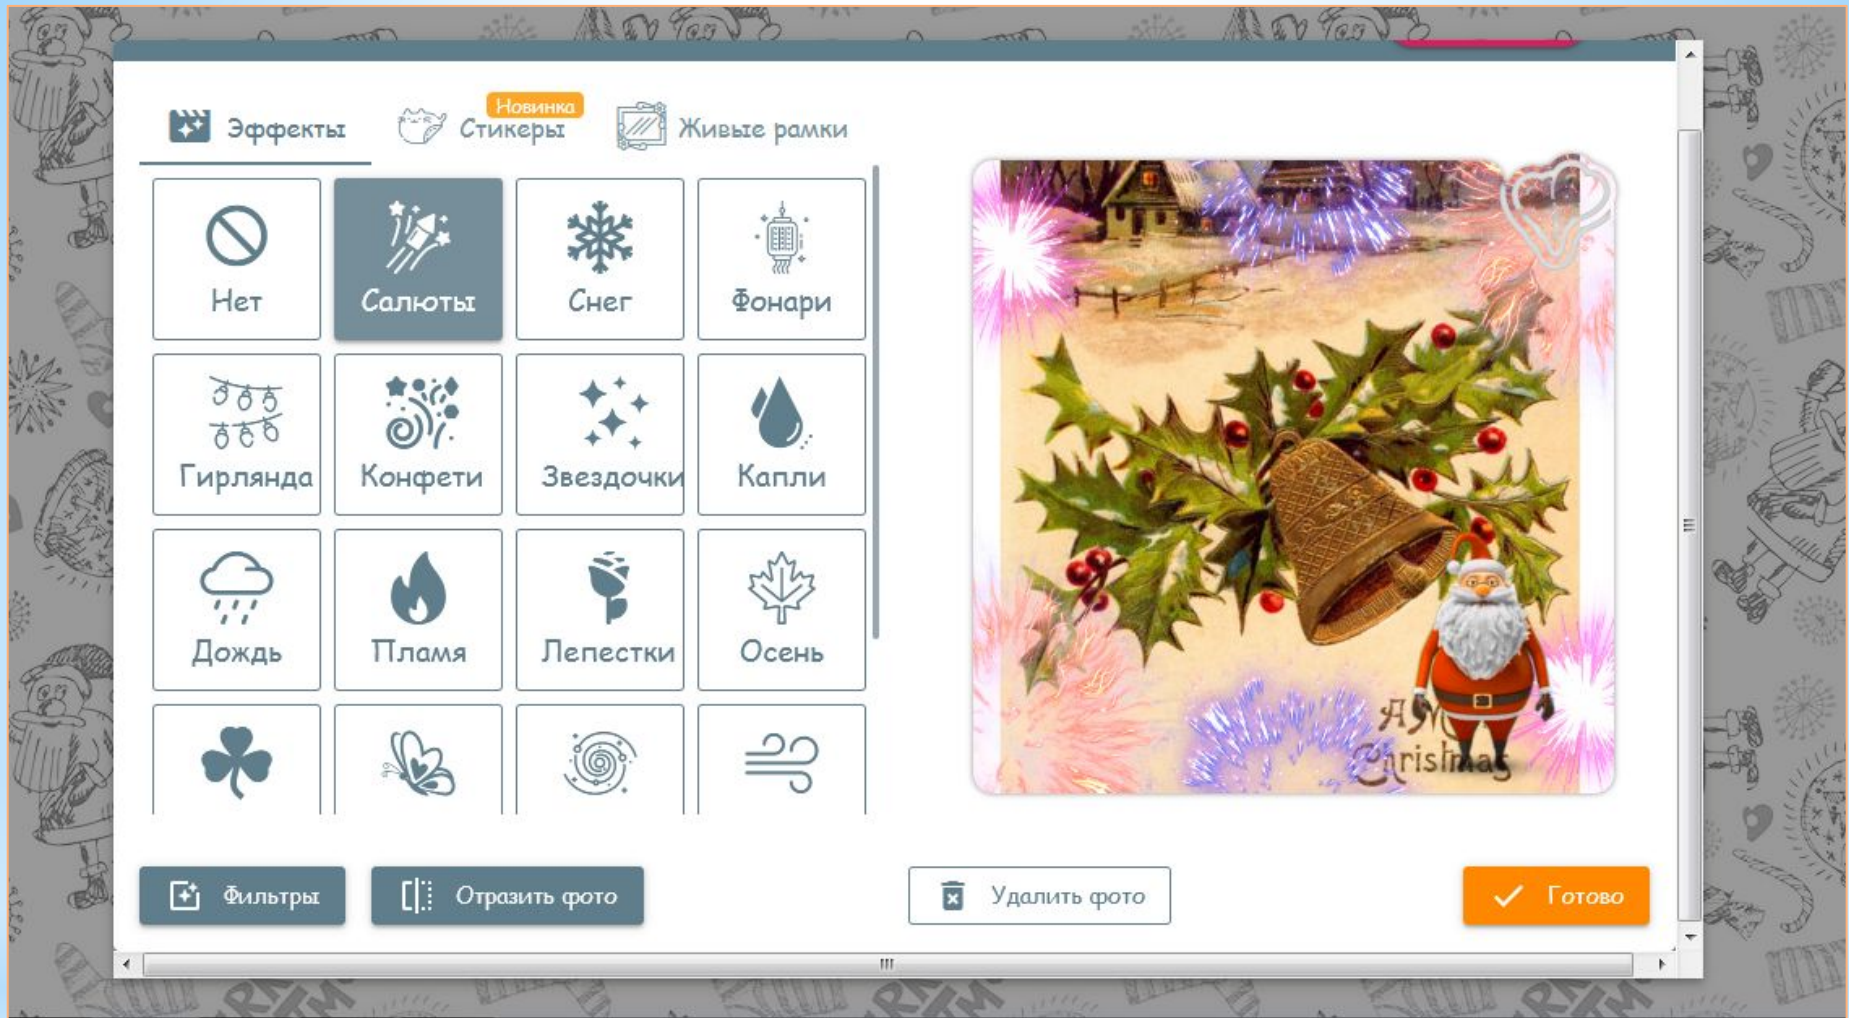 Эффекты
Новинка
Стикеры
Живые рамки
Нет
Салюты
Снег
Фонари
Гирлянда
Конфети
Звездочки
Капли
Дождь
Пламя
Лепестки
Осень
A
Christmas
Фильтры
Отразить фото
Удалить фото
Готово